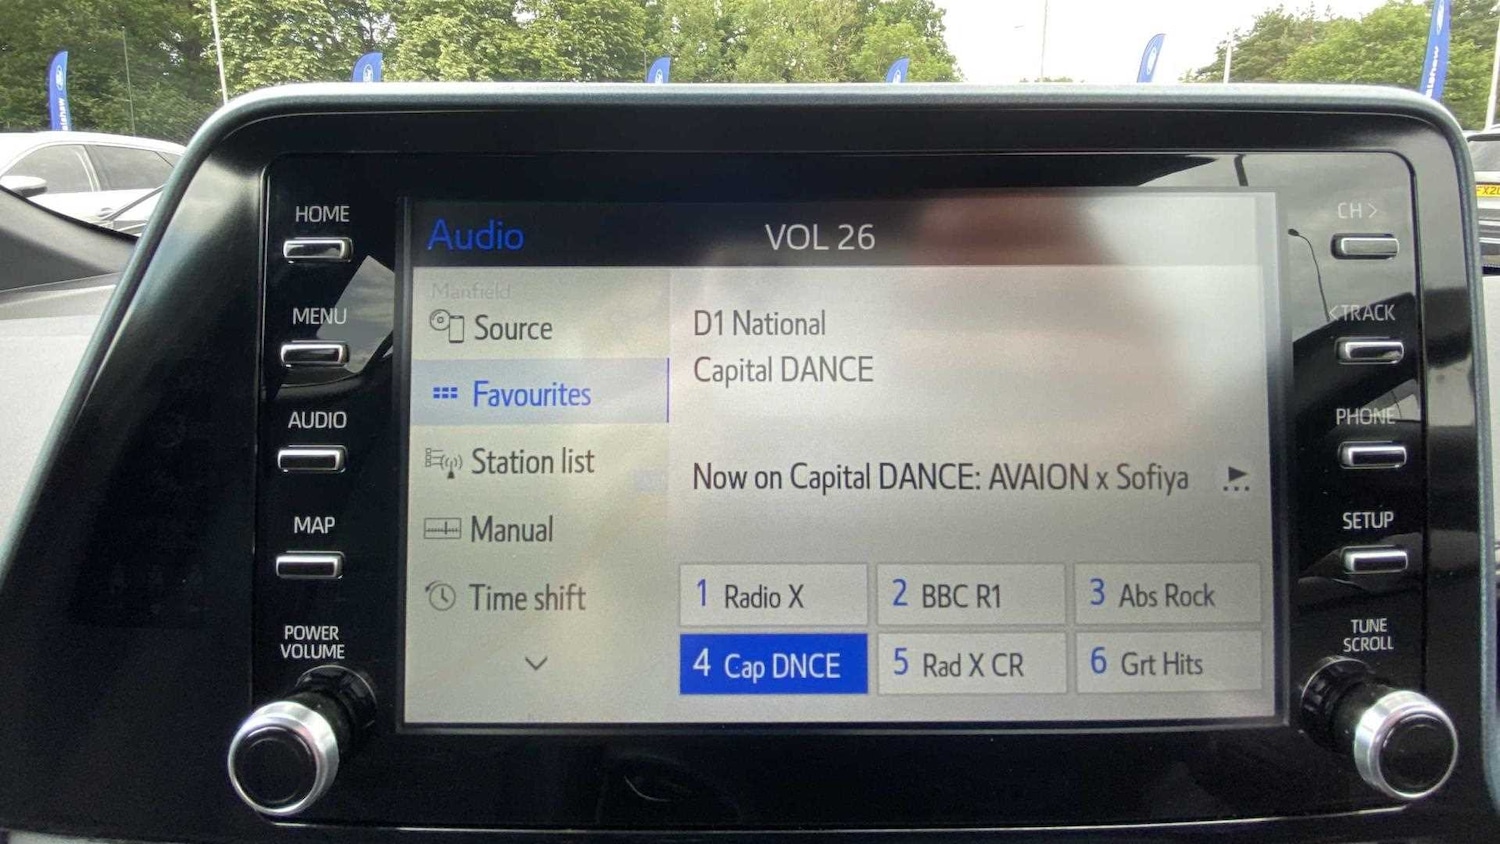 HOME
MENU
AUDIO
MAP
POWER
VOLUME
Audio
VOL 26
Manfield
Source
Favourites
Station list
Manual
Time shift
D1 National
Capital DANCE
Now on Capital DANCE: AVAION x Sofiya
1 Radio X
2 BBC R1
3 Abs Rock
4 Cap DNCE
5 Rad X CR
6 Grt Hits
CH >
< TRACK
PHONE
SETUP
TUNE
SCROLL